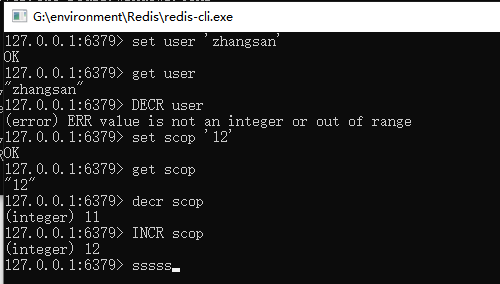 G:\environment\Redis\redis-cli.exe
127.0.0.1:6379> set user 'zhangsan'
OK
127.0.0.1:6379> get user
"zhangsan"
127.0.0.1:6379> DECR user
(error) ERR value is not an integer or out of range
127.0.0.1:6379> set scop '12'
OK
127.0.0.1:6379> get scop
"12"
127.0.0.1:6379> decr scop
(integer) 11
127.0.0.1:6379> INCR scop
(integer) 12
127.0.0.1:6379> sssss